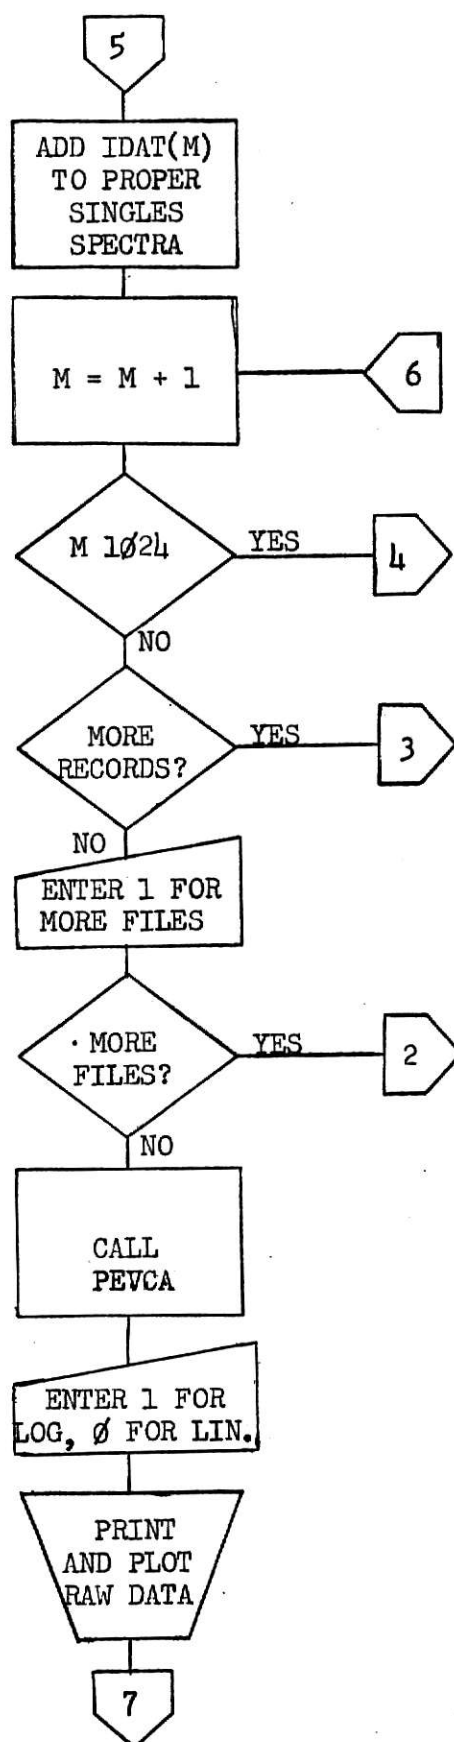 5
ADD IDAT(M)
TO PROPER
SINGLES
SPECTRA
M = M + 1
6
M 1Ø24
YES
4
NO
MORE
RECORDS?
YES
3
NO
ENTER 1 FOR
MORE FILES
MORE
FILES?
YES
2
NO
CALL
PEVCA
ENTER 1 FOR
LOG, Ø FOR LIN.
PRINT
AND PLOT
RAW DATA
7